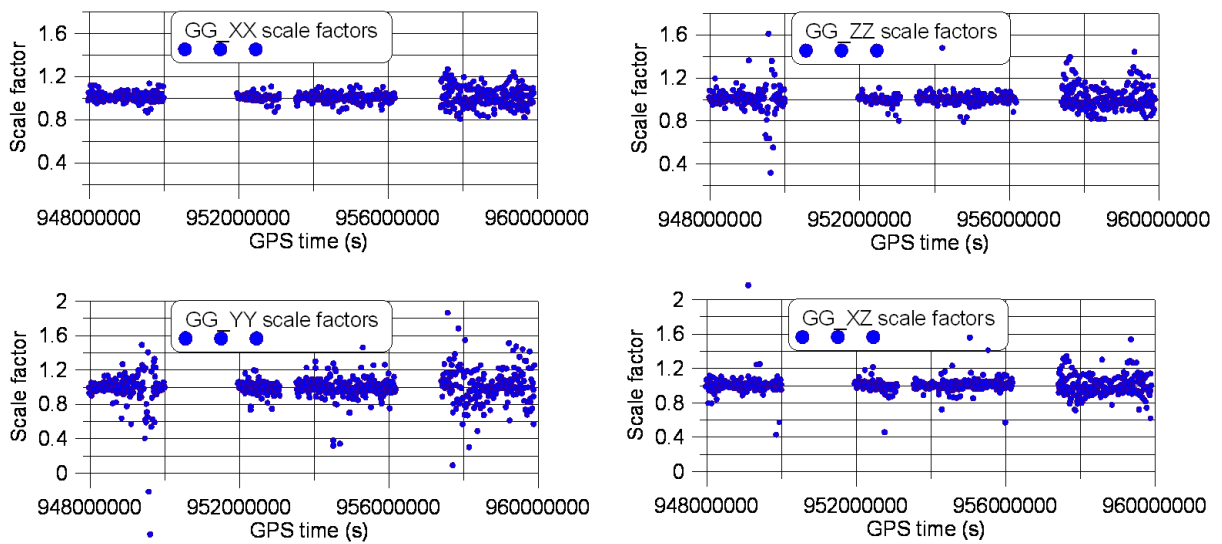 GG_XX scale factors
Scale factor
1.6
1.2
0.8
0.4
948000000 952000000 956000000 960000000
GPS time (s)
GG_ZZ scale factors
Scale factor
1.6
1.2
0.8
0.4
948000000 952000000 956000000 960000000
GPS time (s)
GG_YY scale factors
Scale factor
2
1.6
1.2
0.8
0.4
0
948000000 952000000 956000000 960000000
GPS time (s)
GG_XZ scale factors
Scale factor
2
1.6
1.2
0.8
0.4
0
948000000 952000000 956000000 960000000
GPS time (s)